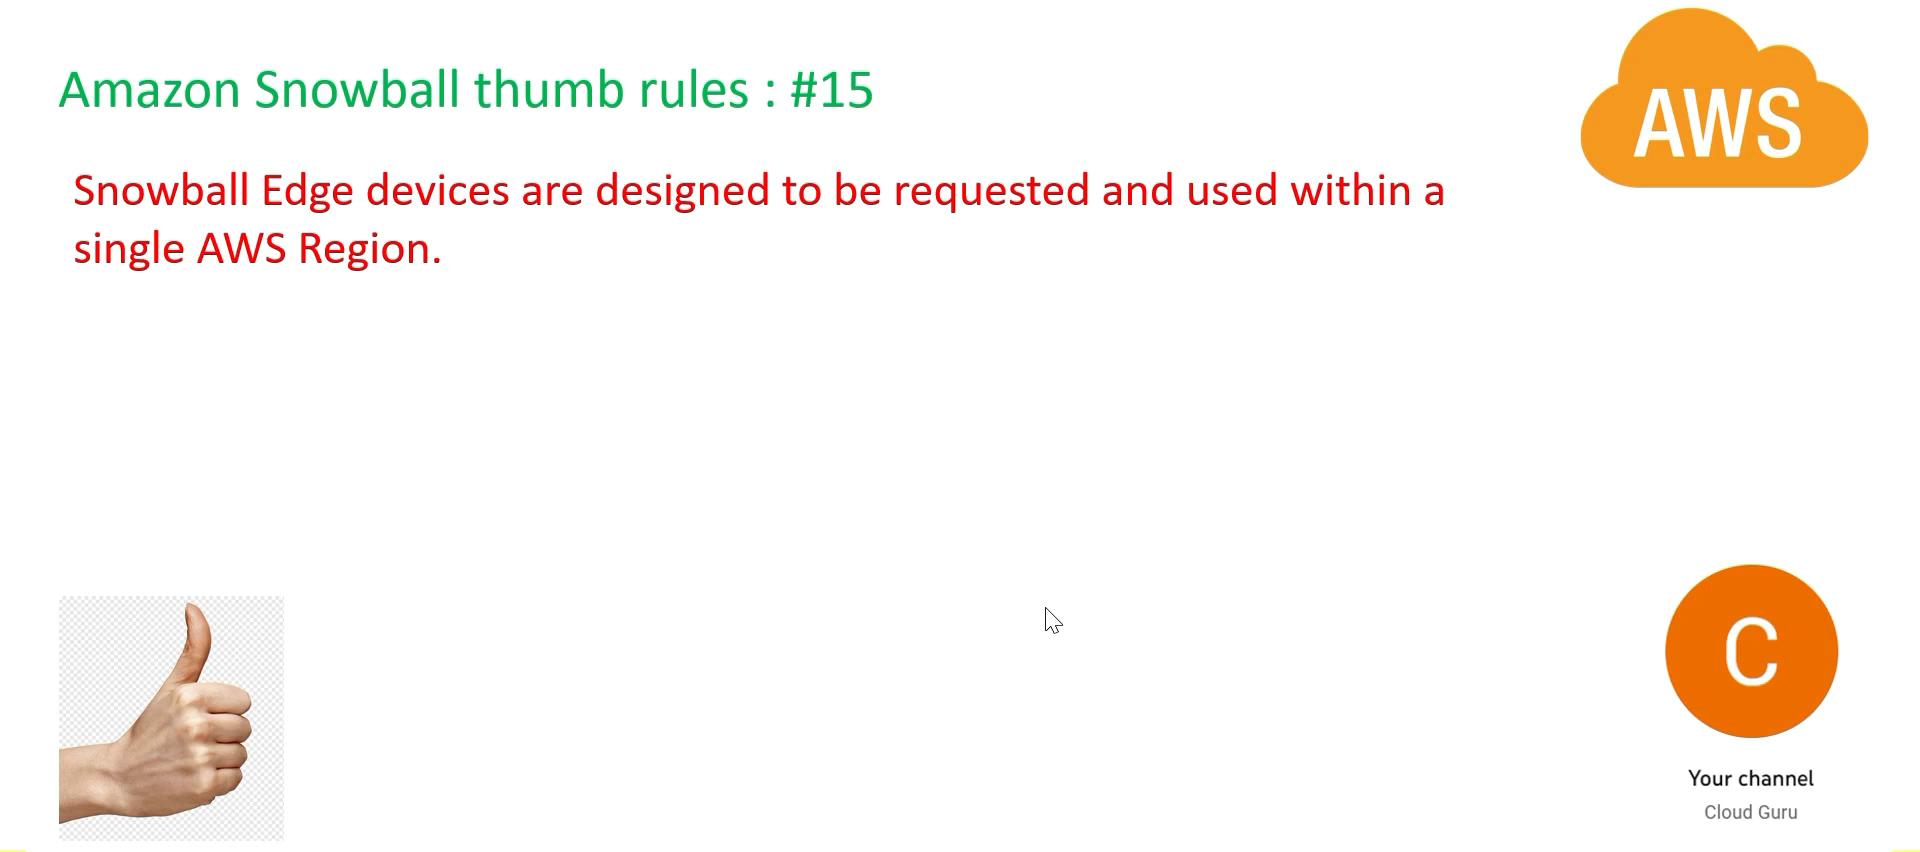 Amazon Snowball thumb rules : #15
AWS
Snowball Edge devices are designed to be requested and used within a
single AWS Region.
C
Your channel
Cloud Guru